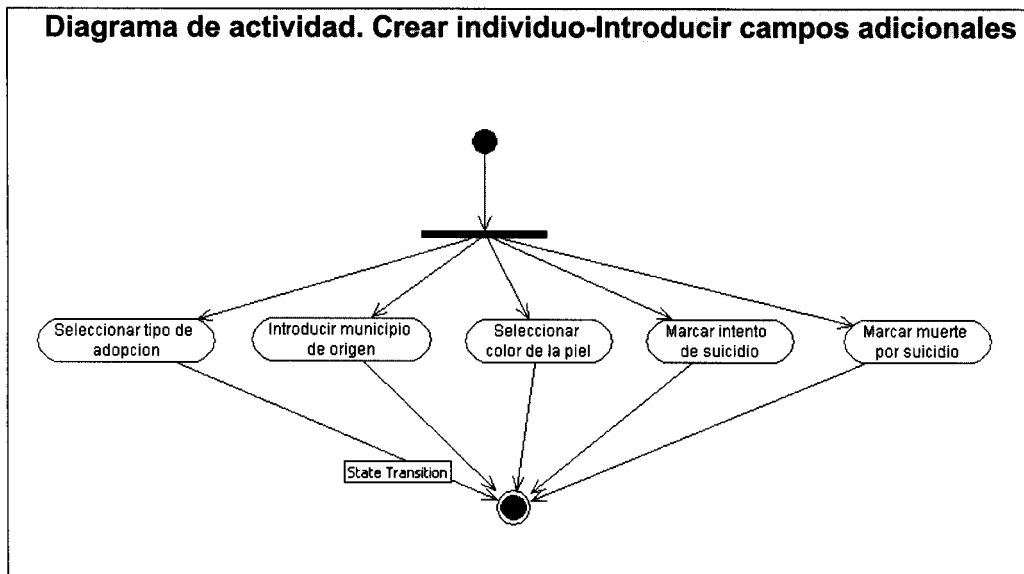 Diagrama de actividad. Crear individuo-Introducir campos adicionales
Seleccionar tipo de
adopcion
Introducir municipio
de origen
Seleccionar
color de la piel
Marcar intento
de suicidio
Marcar muerte
por suicidio
State Transition